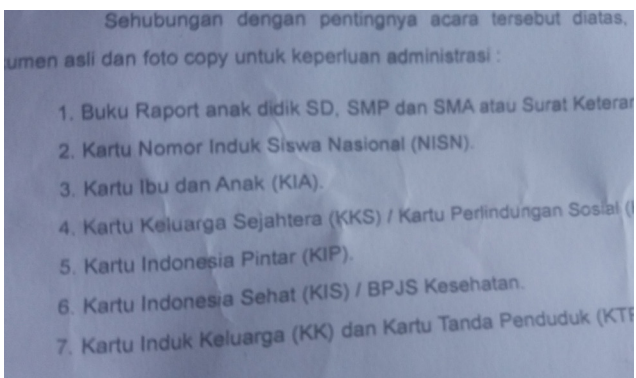 Sehubungan dengan pentingnya acara tersebut diatas,
umen asli dan foto copy untuk keperluan administrasi :
1. Buku Raport anak didik SD, SMP dan SMA atau Surat Keteran
2. Kartu Nomor Induk Siswa Nasional (NISN).
3. Kartu Ibu dan Anak (KIA).
4. Kartu Keluarga Sejahtera (KKS) / Kartu Perlindungan Sosial (
5. Kartu Indonesia Pintar (KIP).
6. Kartu Indonesia Sehat (KIS) / BPJS Kesehatan.
7. Kartu Induk Keluarga (KK) dan Kartu Tanda Penduduk (KTP